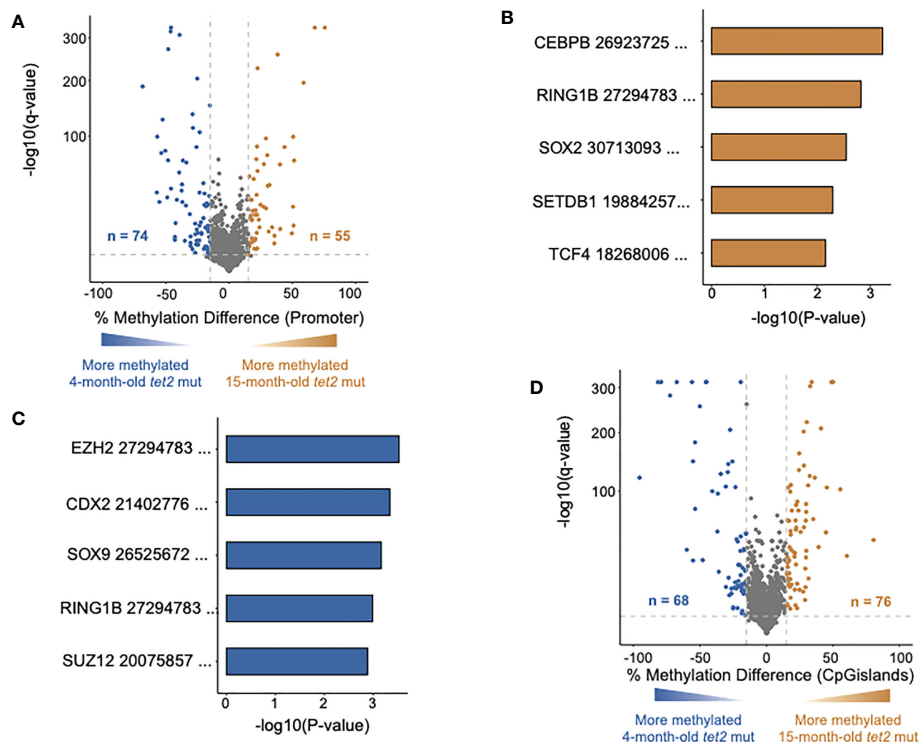 A
-log10(q-value)
300
200
100
n = 74
n = 55
-100
-50
0
50
100
% Methylation Difference (Promoter)
More methylated
4-month-old tet2 mut
More methylated
15-month-old tet2 mut
B
CEBPB 26923725 ...
RING1B 27294783 ...
SOX2 30713093 ...
SETDB1 19884257...
TCF4 18268006 ...
0
1
2
3
-log10(P-value)
C
EZH2 27294783 ...
CDX2 21402776 ...
SOX9 26525672 ...
RING1B 27294783 ..
SUZ12 20075857 ...
0
1
2
3
-log10(P-value)
D
-log10(q-value)
300
200
100
n = 68
n = 76
-100
-50
0
50
100
% Methylation Difference (CpGislands)
More methylated
4-month-old tet2 mut
More methylated
15-month-old tet2 mut